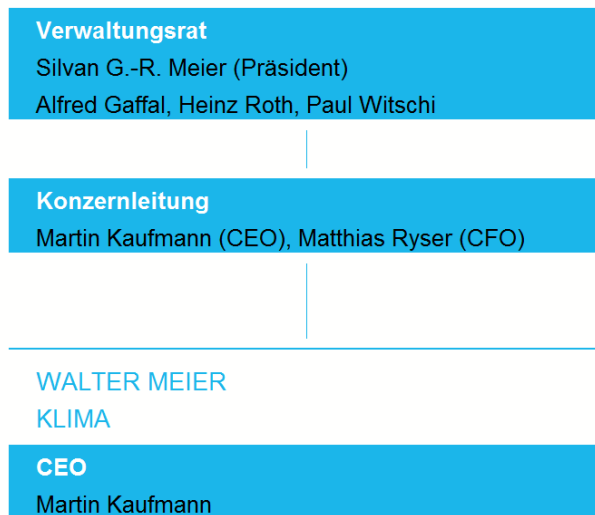 Verwaltungsrat
Silvan G.-R. Meier (Präsident)
Alfred Gaffal, Heinz Roth, Paul Witschi
Konzernleitung
Martin Kaufmann (CEO), Matthias Ryser (CFO)
WALTER MEIER
KLIMA
CEO
Martin Kaufmann